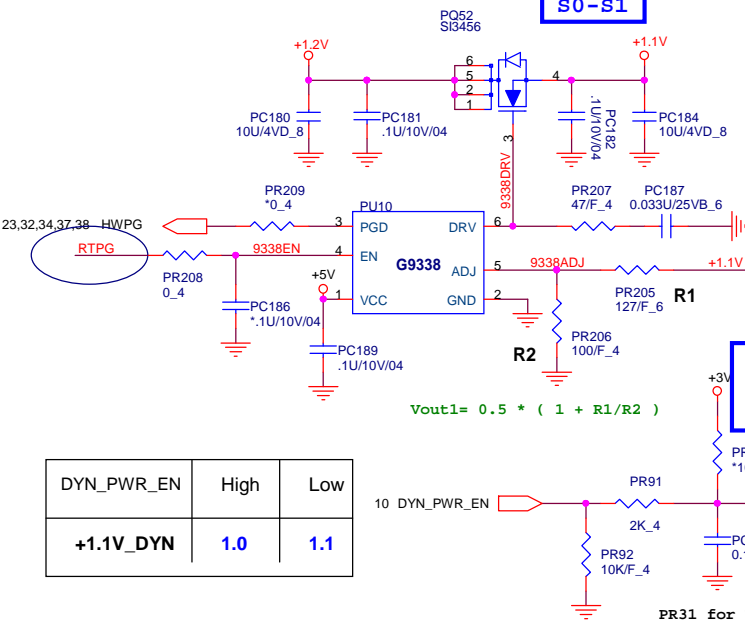 S0-S1
PQ52
SI3456
+1.2V
+1.1V
6
5
2
1
4
3
PC180
10U/4VD_8
PC181
.1U/10V/04
PC182
.1U/10V/04
PC184
10U/4VD_8
9338DRV
PR209
*0_4
PU10
PR207
47/F_4
PC187
0.033U/25VB_6
23,32,34,37,38 HWPG
3
PGD
DRV
6
RTPG
9338EN
4
EN
G9338
ADJ
5
9338ADJ
+1.1V
PR208
0_4
+5V
1
VCC
GND
2
PR205
127/F_6
R1
PC186
*.1U/10V/04
PC189
.1U/10V/04
R2
PR206
100/F_4
Vout1= 0.5 * ( 1 + R1/R2 )
+3V
DYN_PWR_EN High Low
+1.1V_DYN 1.0 1.1
10 DYN_PWR_EN
PR91
2K_4
PR92
10K/F_4
PR31 for